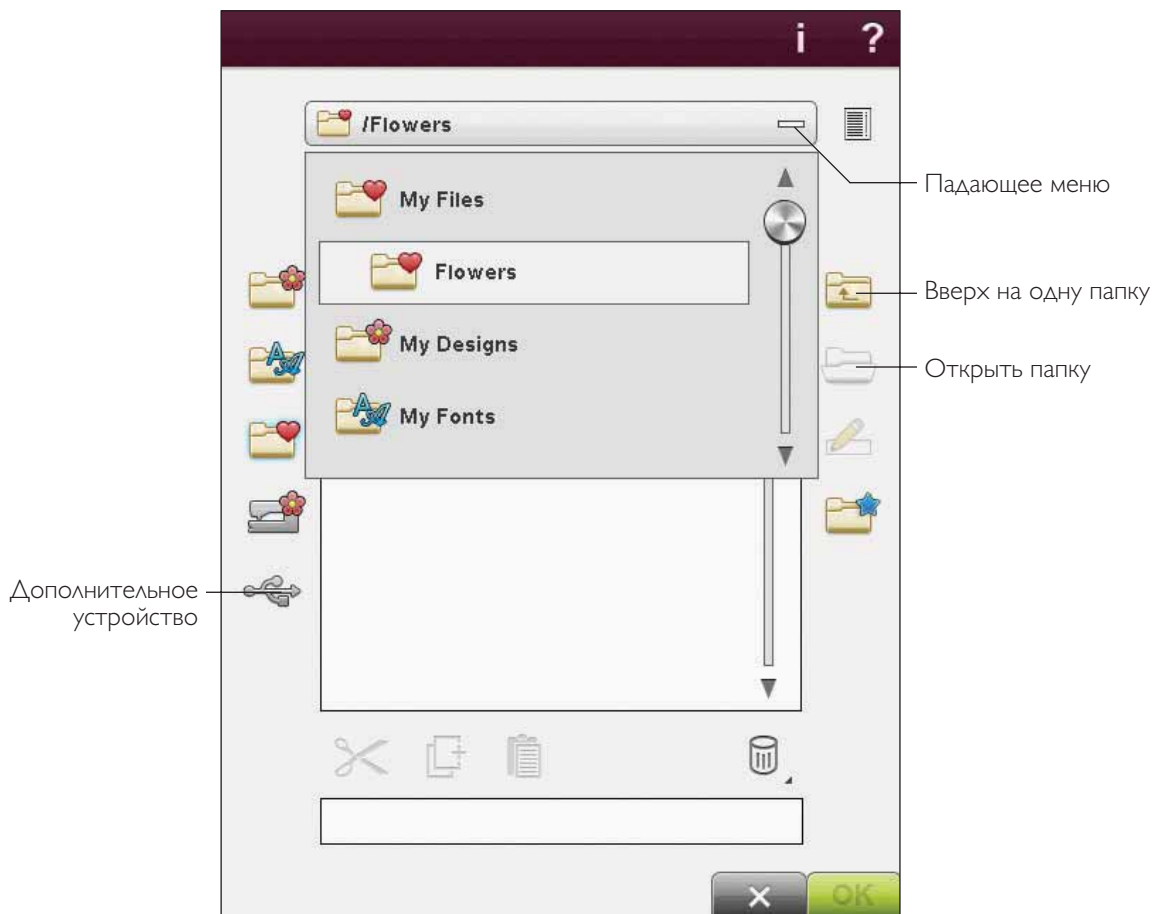 i ?
/Flowers
My Files
Падающее меню
Flowers
Вверх на одну папку
My Designs
Открыть папку
My Fonts
Дополнительное
устройство
OK